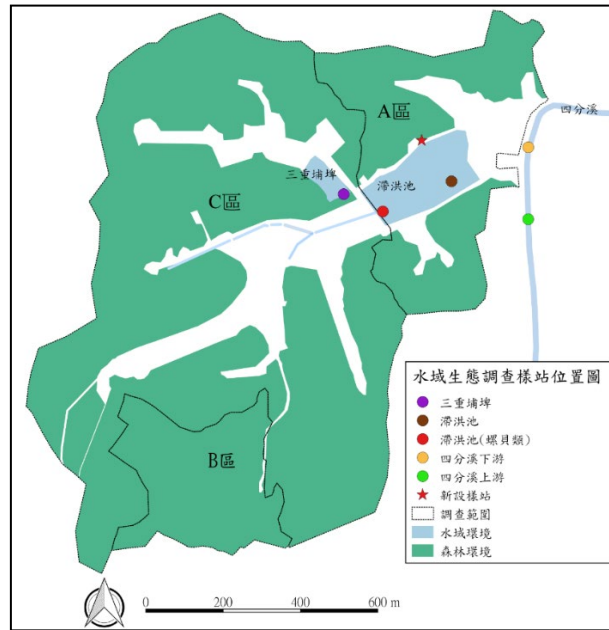 四分溪
A區
三重埔埤
滯洪池
C區
水域生態調查樣站位置圖
三重埔埤
滯洪池
滯洪池(螺貝類)
四分溪下游
四分溪上游
新設樣站
調查範圍
水域環境
森林環境
B區
0 200 400 600 m